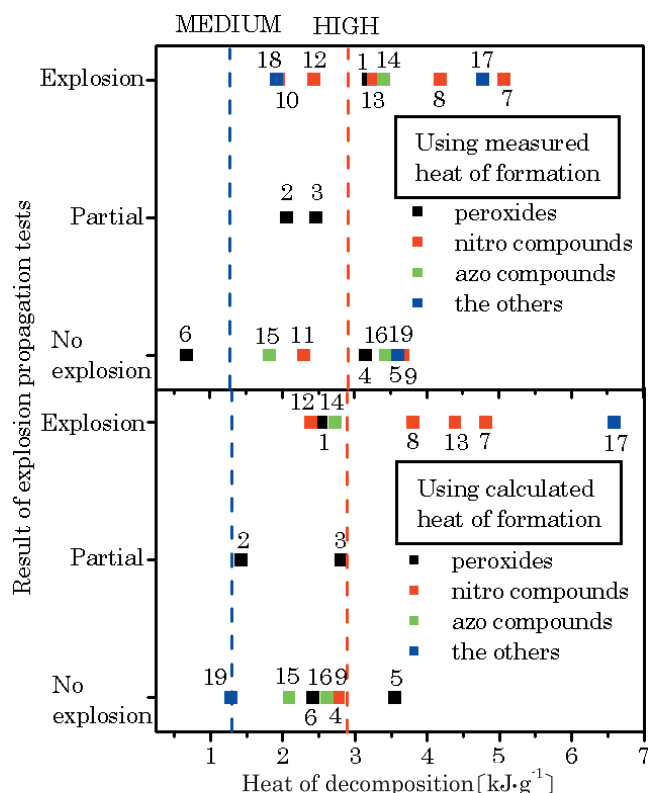 MEDIUM HIGH
Explosion
18 12 1 14 17
10 13 8 7
Using measured
heat of formation
Partial
2 3
peroxides
nitro compounds
azo compounds
the others
No
explosion
6 15 11 16 19
4 5 9
Explosion
12 14
1 8 13 7 17
Using calculated
heat of formation
Partial
2 3
peroxides
nitro compounds
azo compounds
the others
No
explosion
19 15 16 9 5
6 4
1 2 3 4 5 6 7
Heat of decomposition[kJ·g⁻¹]
Result of explosion propagation tests